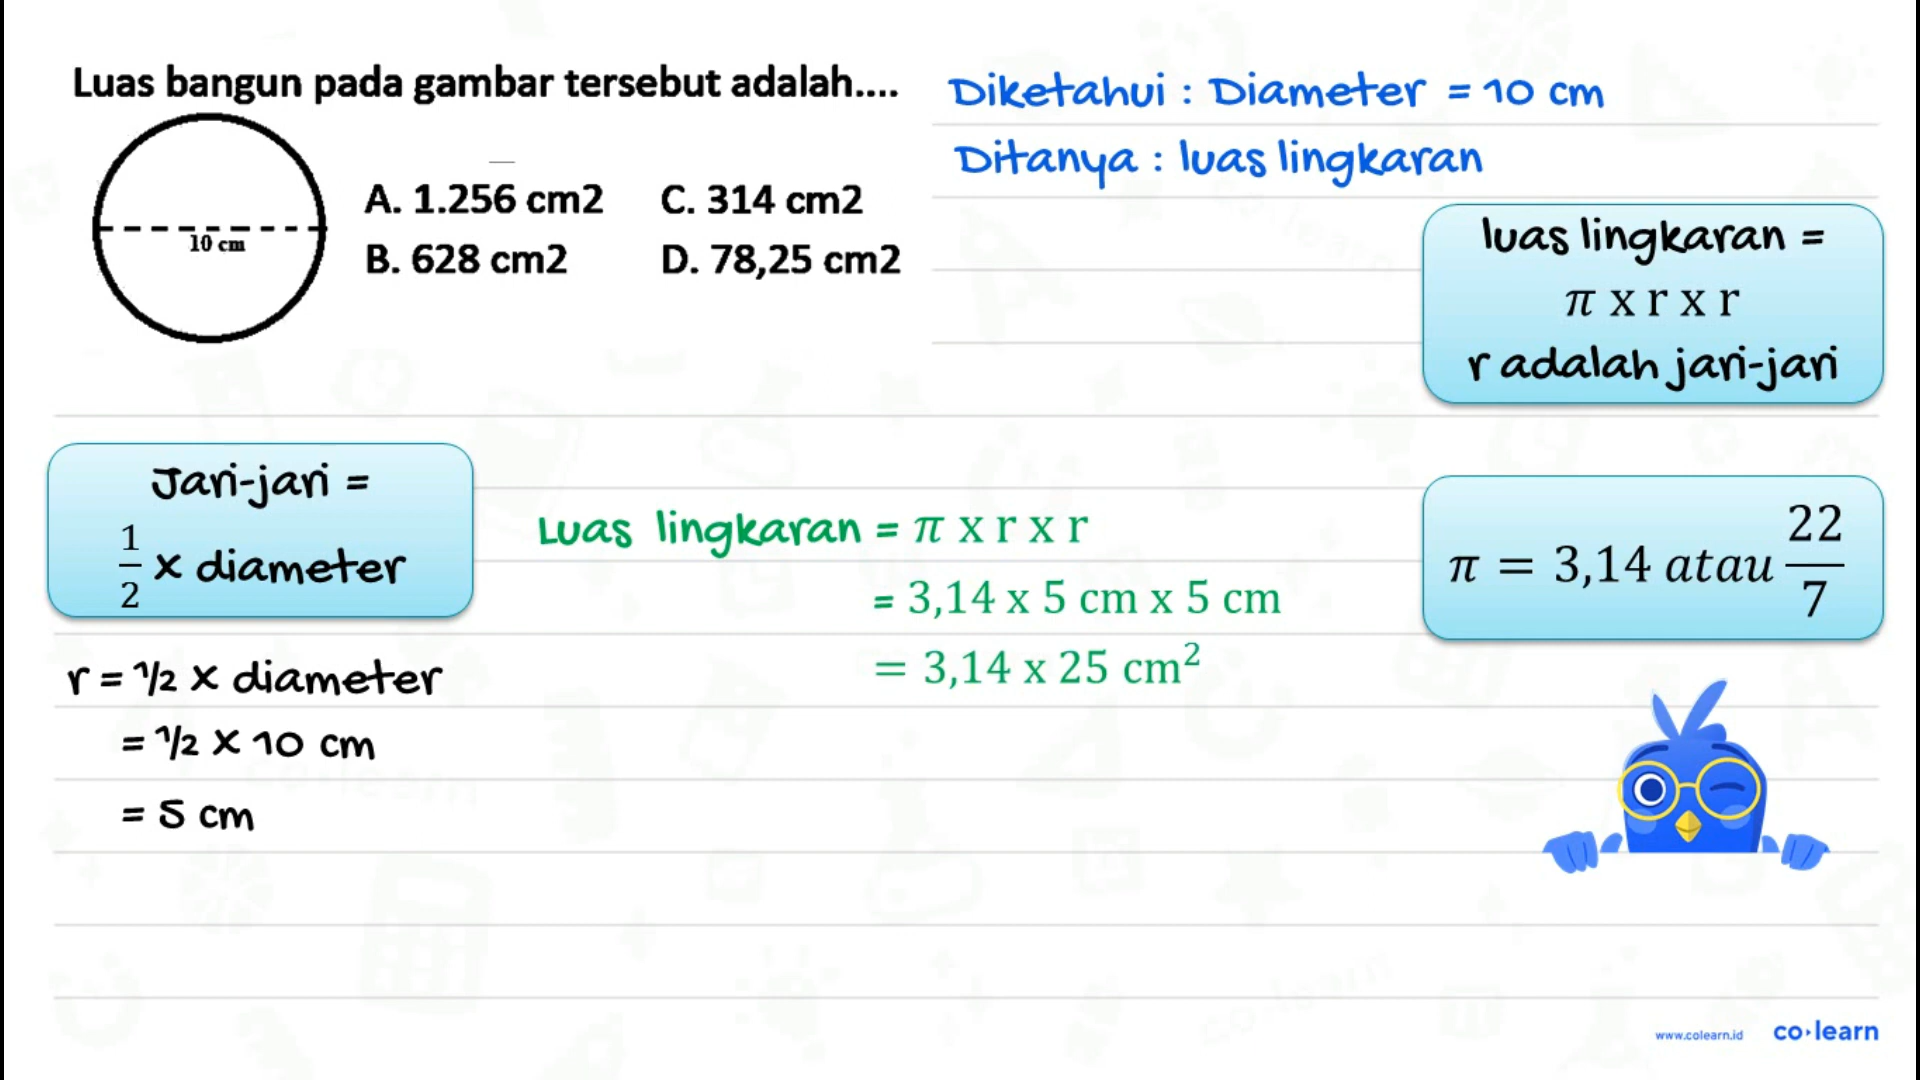 Luas bangun pada gambar tersebut adalah....
10 cm
A. 1.256 cm2
C. 314 cm2
B. 628 cm2
D. 78,25 cm2
Diketahui : Diameter = 10 cm
Ditanya : luas lingkaran
luas lingkaran =
π x r x r
r adalah jari-jari
Jari-jari =
1/2 x diameter
r = 1/2 x diameter
= 1/2 x 10 cm
= 5 cm
Luas lingkaran = π x r x r
= 3,14 x 5 cm x 5 cm
= 3,14 x 25 cm²
π = 3,14 atau 22/7
www.colearn.id
co·learn